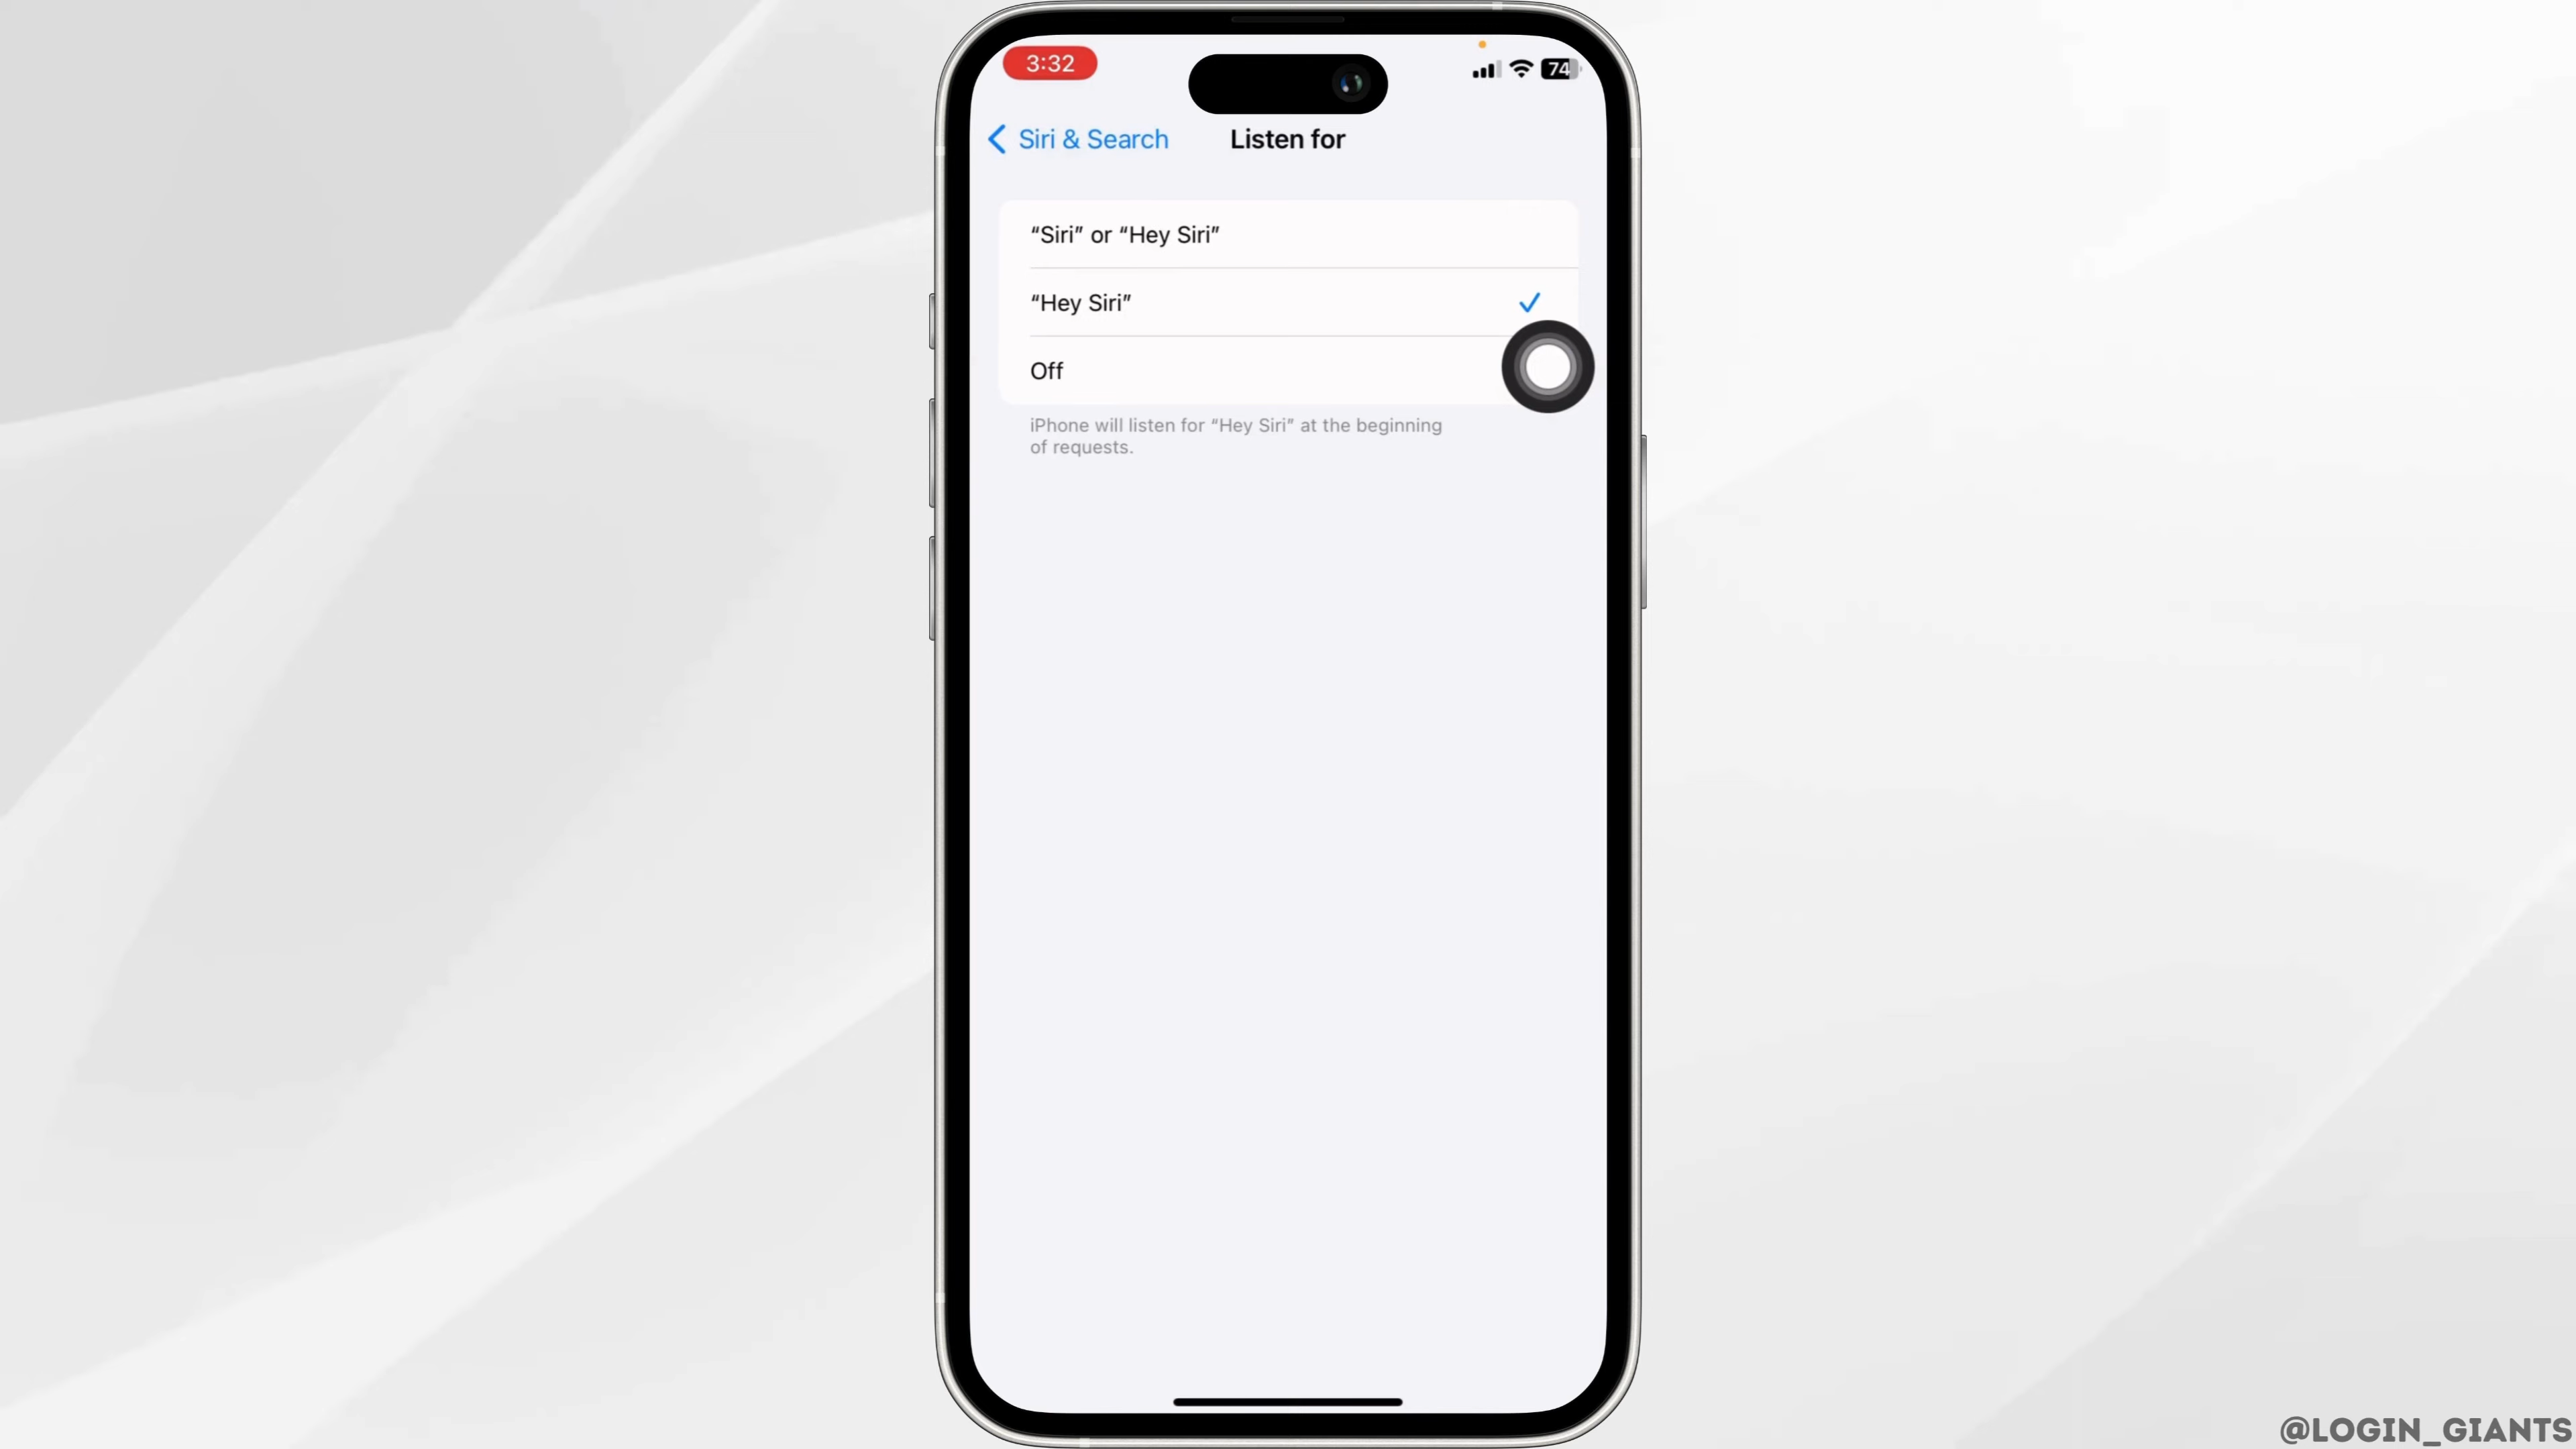 3:32
74
Siri & Search
Listen for
“Siri” or “Hey Siri”
“Hey Siri”
Off
iPhone will listen for “Hey Siri” at the beginning
of requests.
@LOGIN_GIANTS